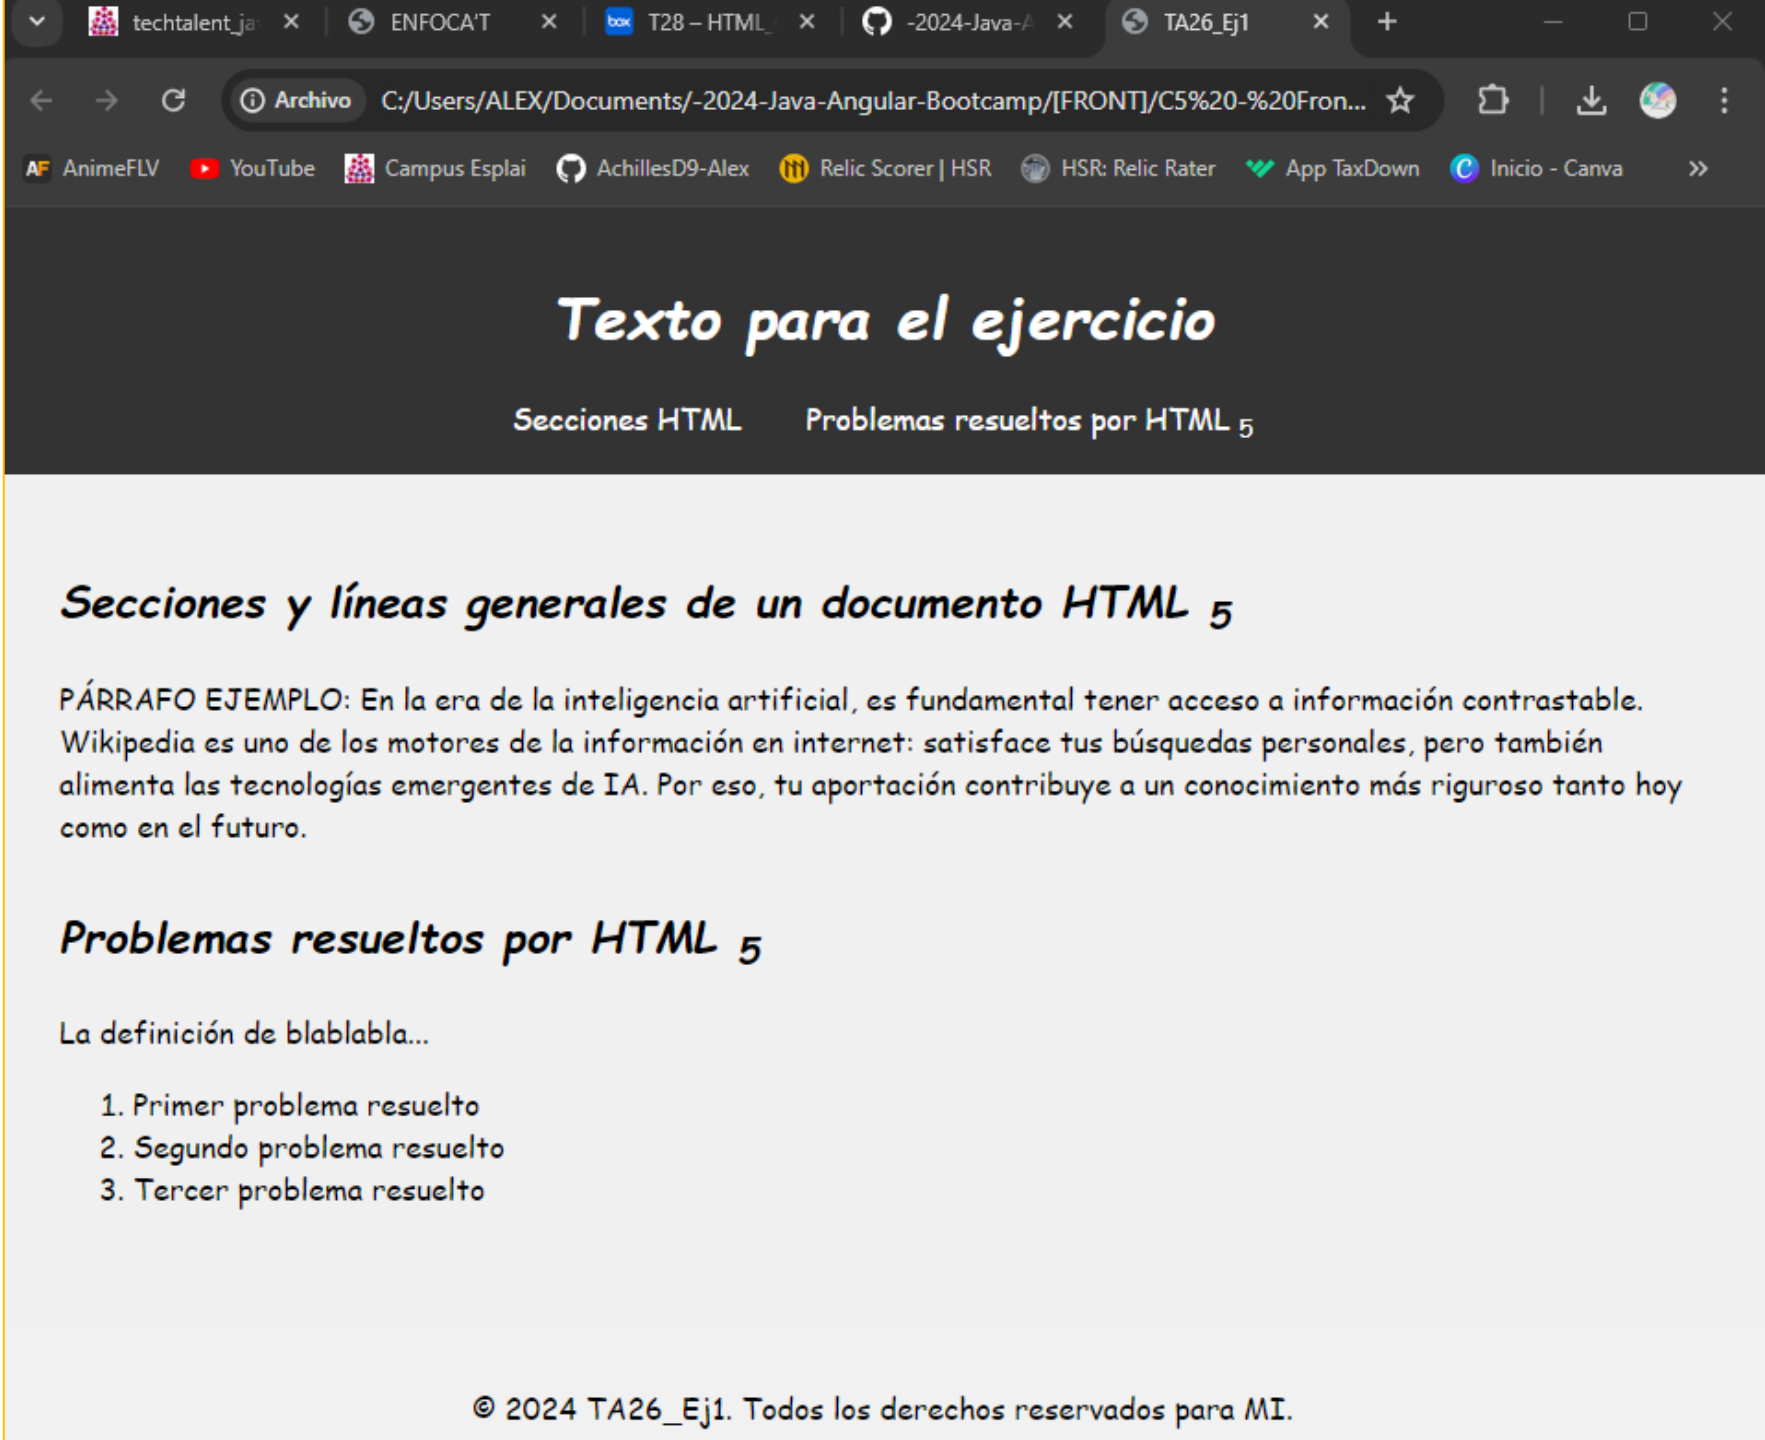 techtalent_ja
ENFOCA'T
T28 – HTML_
-2024-Java-A
TA26_Ej1
Archivo
C:/Users/ALEX/Documents/-2024-Java-Angular-Bootcamp/[FRONT]/C5%20-%20Fron...
AF AnimeFLV
YouTube
Campus Esplai
AchillesD9-Alex
Relic Scorer | HSR
HSR: Relic Rater
App TaxDown
Inicio - Canva
Texto para el ejercicio
Secciones HTML
Problemas resueltos por HTML 5
Secciones y líneas generales de un documento HTML 5
PÁRRAFO EJEMPLO: En la era de la inteligencia artificial, es fundamental tener acceso a información contrastable.
Wikipedia es uno de los motores de la información en internet: satisface tus búsquedas personales, pero también
alimenta las tecnologías emergentes de IA. Por eso, tu aportación contribuye a un conocimiento más riguroso tanto hoy
como en el futuro.
Problemas resueltos por HTML 5
La definición de blablabla...
1. Primer problema resuelto
2. Segundo problema resuelto
3. Tercer problema resuelto
© 2024 TA26_Ej1. Todos los derechos reservados para MI.